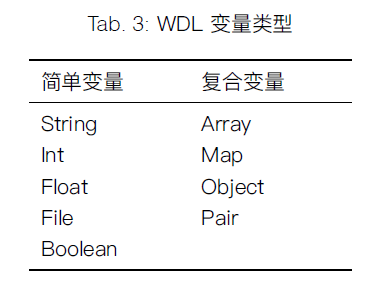 Tab. 3: WDL 变量类型
简单变量 复合变量
String Array
Int Map
Float Object
File Pair
Boolean